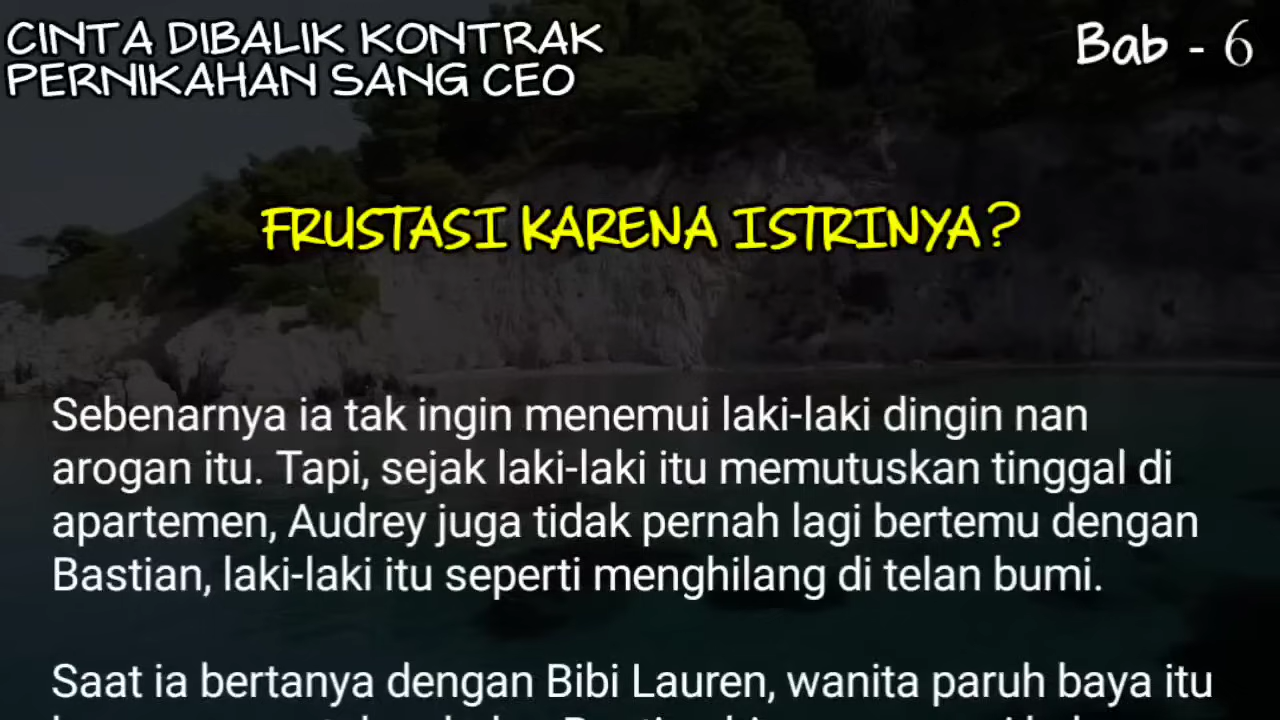 CINTA DIBALIK KONTRAK
PERNIKAHAN SANG CEO
Bab - 6
FRUSTASI KARENA ISTRINYA?
Sebenarnya ia tak ingin menemui laki-laki dingin nan
arogan itu. Tapi, sejak laki-laki itu memutuskan tinggal di
apartemen, Audrey juga tidak pernah lagi bertemu dengan
Bastian, laki-laki itu seperti menghilang di telan bumi.
Saat ia bertanya dengan Bibi Lauren, wanita paruh baya itu